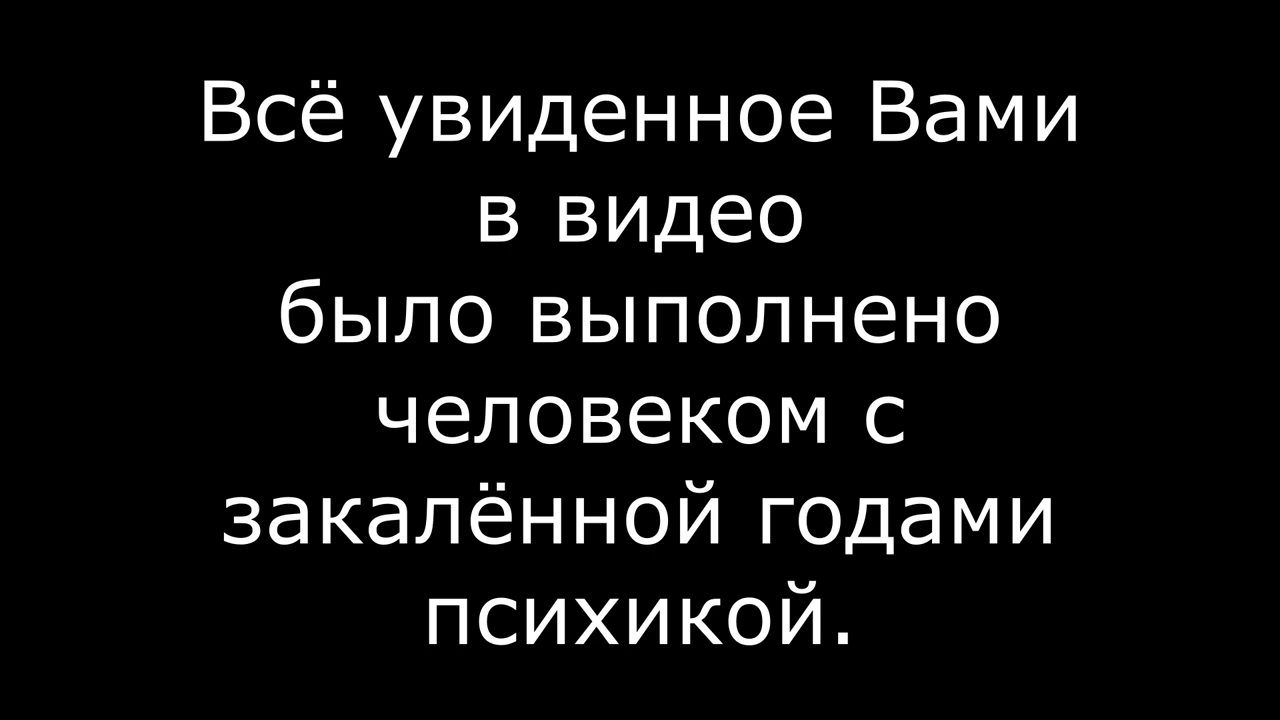 Всё увиденное Вами
в видео
было выполнено
человеком с
закалённой годами
психикой.